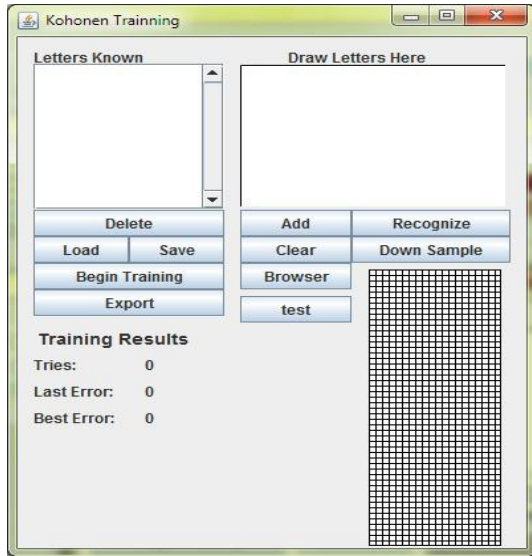 Kohonen Trainning
Letters Known
Draw Letters Here
Delete
Add
Recognize
Load
Save
Clear
Down Sample
Begin Training
Browser
Export
test
Training Results
Tries: 0
Last Error: 0
Best Error: 0